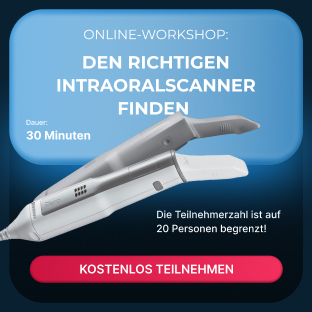 ONLINE-WORKSHOP:
DEN RICHTIGEN
INTRAORALSCANNER
FINDEN
Dauer:
30 Minuten
Die Teilnehmerzahl ist auf
20 Personen begrenzt!
KOSTENLOS TEILNEHMEN